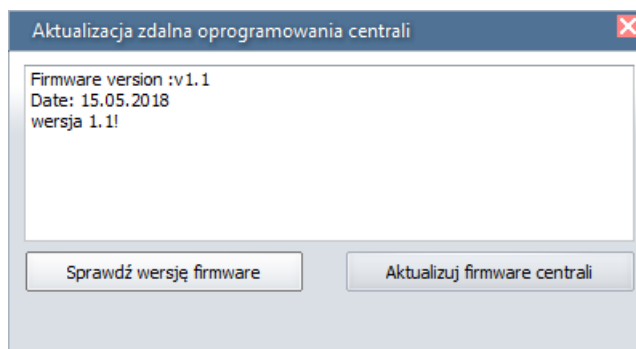 Aktualizacja zdalna oprogramowania centrali
Firmware version :v1.1
Date: 15.05.2018
wersja 1.1!
Sprawdź wersję firmware
Aktualizuj firmware centrali